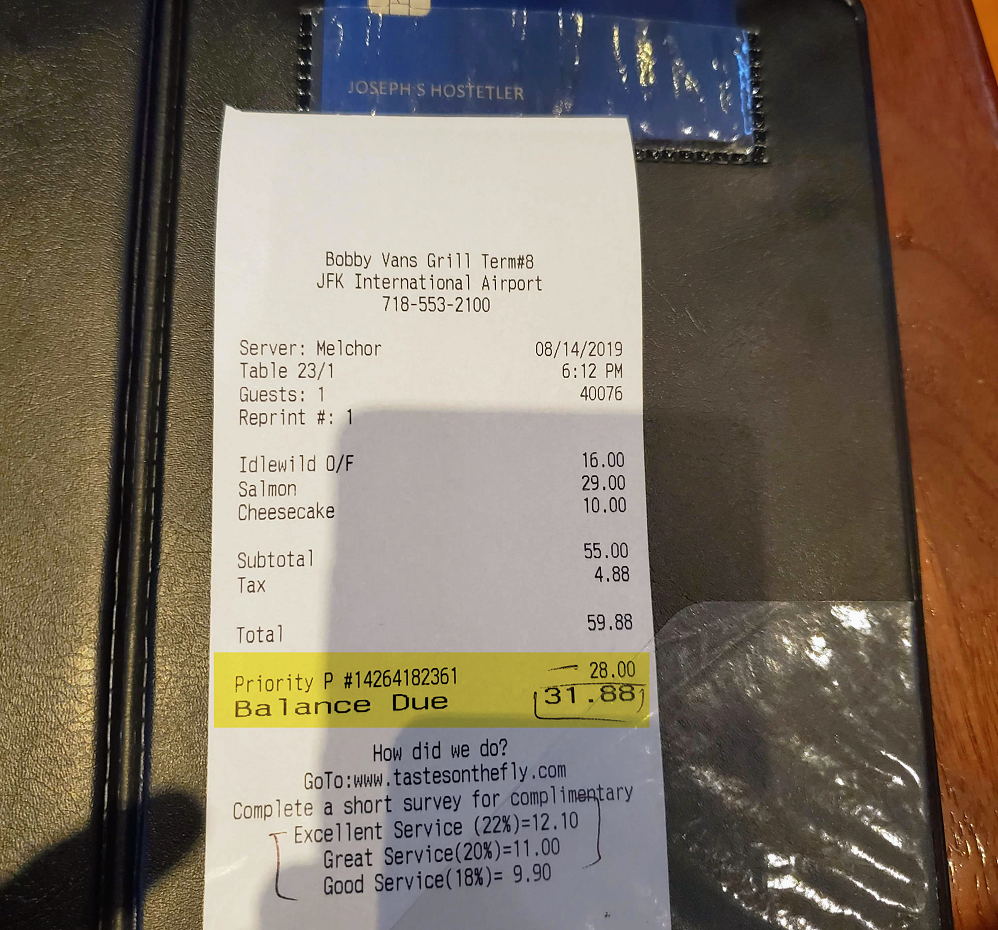 JOSEPH S HOSTETLER
Bobby Vans Grill Term#8
JFK International Airport
718-553-2100
Server: Melchor 08/14/2019
Table 23/1 6:12 PM
Guests: 1 40076
Reprint #: 1
Idlewild O/F 16.00
Salmon 29.00
Cheesecake 10.00
Subtotal 55.00
Tax 4.88
Total 59.88
Priority P #14264182361 28.00
Balance Due 31.88
How did we do?
GoTo:www.tastesonthefly.com
Complete a short survey for complimentary
Excellent Service (22%)=12.10
Great Service(20%)=11.00
Good Service(18%)= 9.90